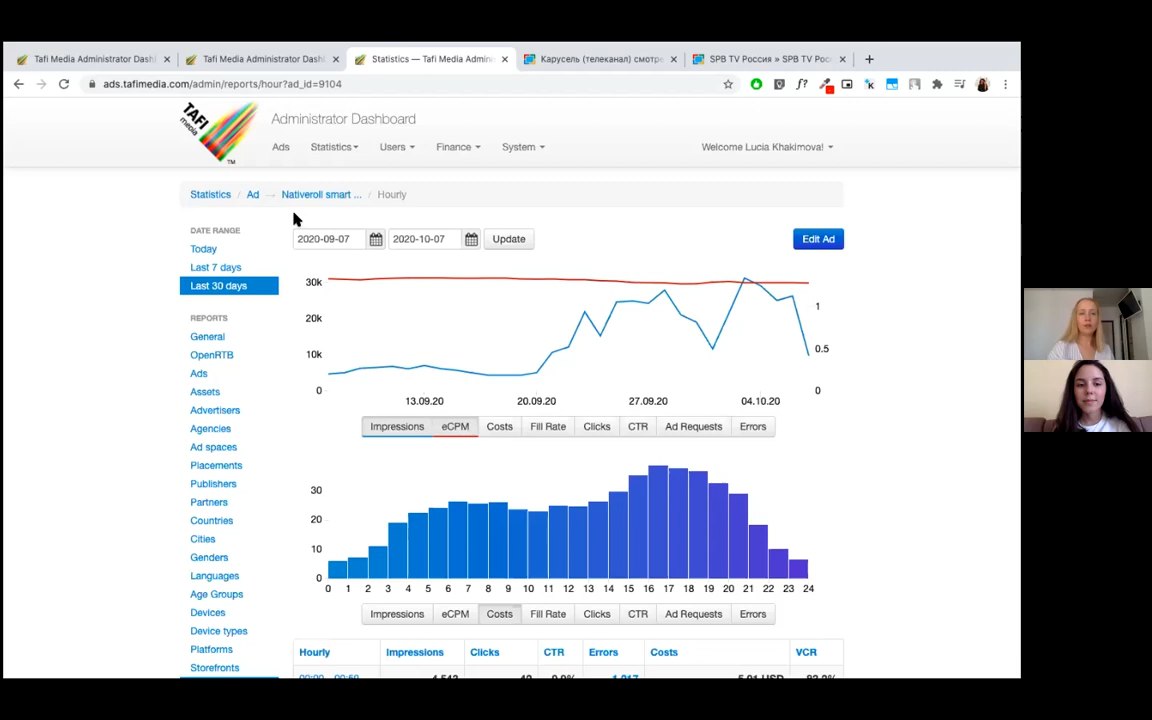 Tafi Media Administrator Dashl
Tafi Media Administrator Dashl
Statistics — Tafi Media Admini
Карусель (телеканал) смотре
SPB TV Россия » SPB TV Poc
ads.tafimedia.com/admin/reports/hour?ad_id=9104
TAFI media
TM
Administrator Dashboard
Ads Statistics Users Finance System
Welcome Lucia Khakimova!
Statistics / Ad → Nativeroll smart ... / Hourly
DATE RANGE
Today
Last 7 days
Last 30 days
REPORTS
General
OpenRTB
Ads
Assets
Advertisers
Agencies
Ad spaces
Placements
Publishers
Partners
Countries
Cities
Genders
Languages
Age Groups
Devices
Device types
Platforms
Storefronts
2020-09-07 2020-10-07 Update Edit Ad
30k
20k
10k
0
1
0.5
0
13.09.20 20.09.20 27.09.20 04.10.20
Impressions eCPM Costs Fill Rate Clicks CTR Ad Requests Errors
30
20
10
0
0 1 2 3 4 5 6 7 8 9 10 11 12 13 14 15 16 17 18 19 20 21 22 23 24
Impressions eCPM Costs Fill Rate Clicks CTR Ad Requests Errors
Hourly Impressions Clicks CTR Errors Costs VCR